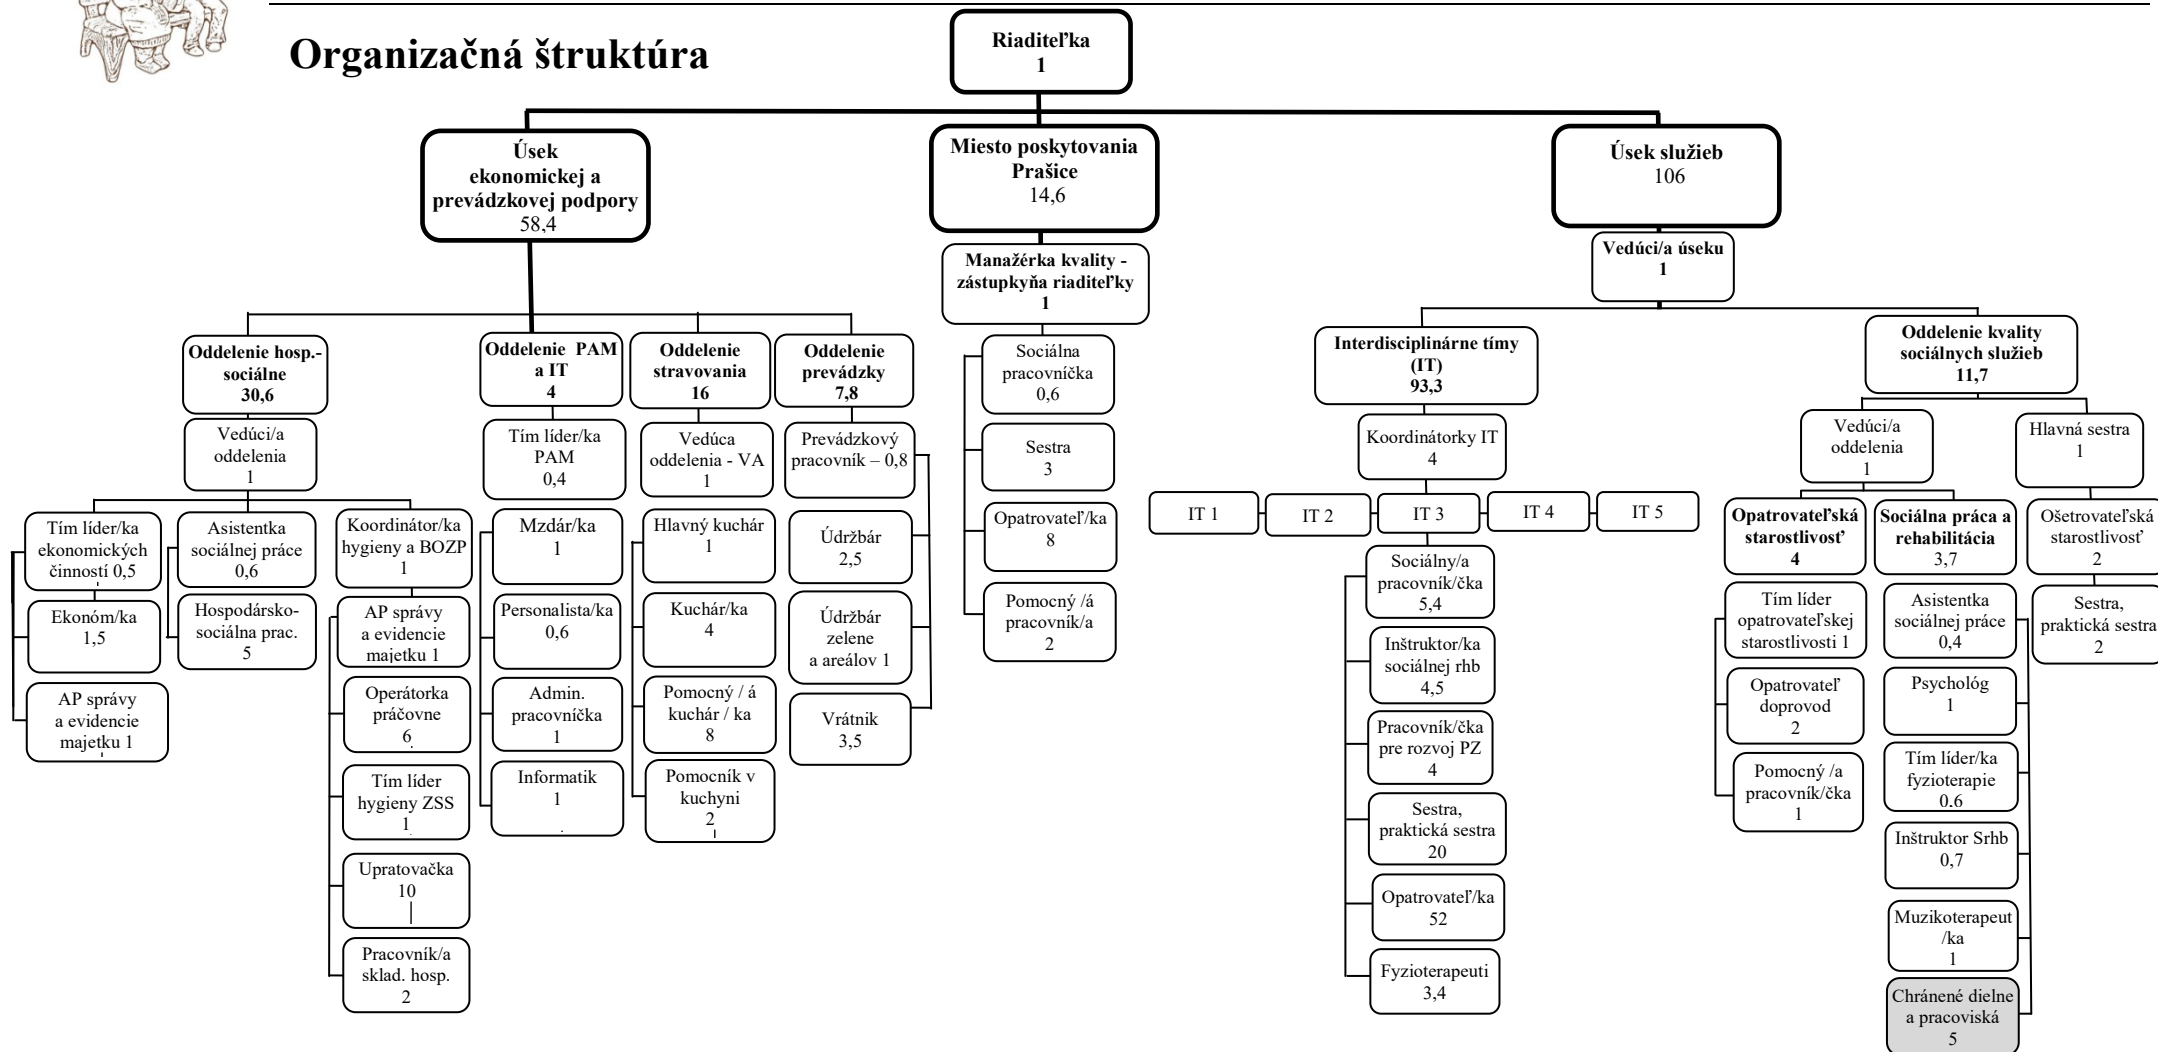 Organizačná štruktúra
Riaditeľka
1
Úsek
ekonomickej a
prevádzkovej podpory
58,4
Miesto poskytovania
Prašice
14,6
Úsek služieb
106
Manažérka kvality -
zástupkyňa riaditeľky
1
Vedúci/a úseku
1
Oddelenie hosp.-
sociálne
30,6
Oddelenie PAM
a IT
4
Oddelenie
stravovania
16
Oddelenie
prevádzky
7,8
Vedúci/a
oddelenia
1
Tím líder/ka
ekonomických
činností 0,5
Ekonóm/ka
1,5
AP správy
a evidencie
majetku 1
Asistentka
sociálnej práce
0,6
Hospodársko-
sociálna prac.
5
Koordinátor/ka
hygieny a BOZP
1
AP správy
a evidencie
majetku 1
Operátorka
práčovne
6
Tím líder
hygieny ZSS
1
Upratovačka
10
Pracovník/a
sklad. hosp.
2
Tím líder/ka
PAM
0,4
Mzdár/ka
1
Personalista/ka
0,6
Admin.
pracovníčka
1
Informatik
1
Vedúca
oddelenia - VA
1
Hlavný kuchár
1
Kuchár/ka
4
Pomocný / á
kuchár / ka
8
Pomocník v
kuchyni
2
Prevádzkový
pracovník – 0,8
Údržbár
2,5
Údržbár
zelene
a areálov 1
Vrátnik
3,5
Sociálna
pracovníčka
0,6
Sestra
3
Opatrovateľ/ka
8
Pomocný /á
pracovník/a
2
Interdisciplinárne tímy
(IT)
93,3
Koordinátorky IT
4
IT 1
IT 2
IT 3
IT 4
IT 5
Sociálny/a
pracovník/čka
5,4
Inštruktor/ka
sociálnej rhb
4,5
Pracovník/čka
pre rozvoj PZ
4
Sestra,
praktická sestra
20
Opatrovateľ/ka
52
Fyzioterapeuti
3,4
Oddelenie kvality
sociálnych služieb
11,7
Vedúci/a
oddelenia
1
Hlavná sestra
1
Opatrovateľská
starostlivosť
4
Tím líder
opatrovateľskej
starostlivosti 1
Opatrovateľ
doprovod
2
Pomocný /a
pracovník/čka
1
Sociálna práca a
rehabilitácia
3,7
Asistentka
sociálnej práce
0,4
Psychológ
1
Tím líder/ka
fyzioterapie
0,6
Inštruktor Srhb
0,7
Muzikoterapeut
/ka
1
Chránené dielne
a pracoviská
5
Ošetrovateľská
starostlivosť
2
Sestra,
praktická sestra
2